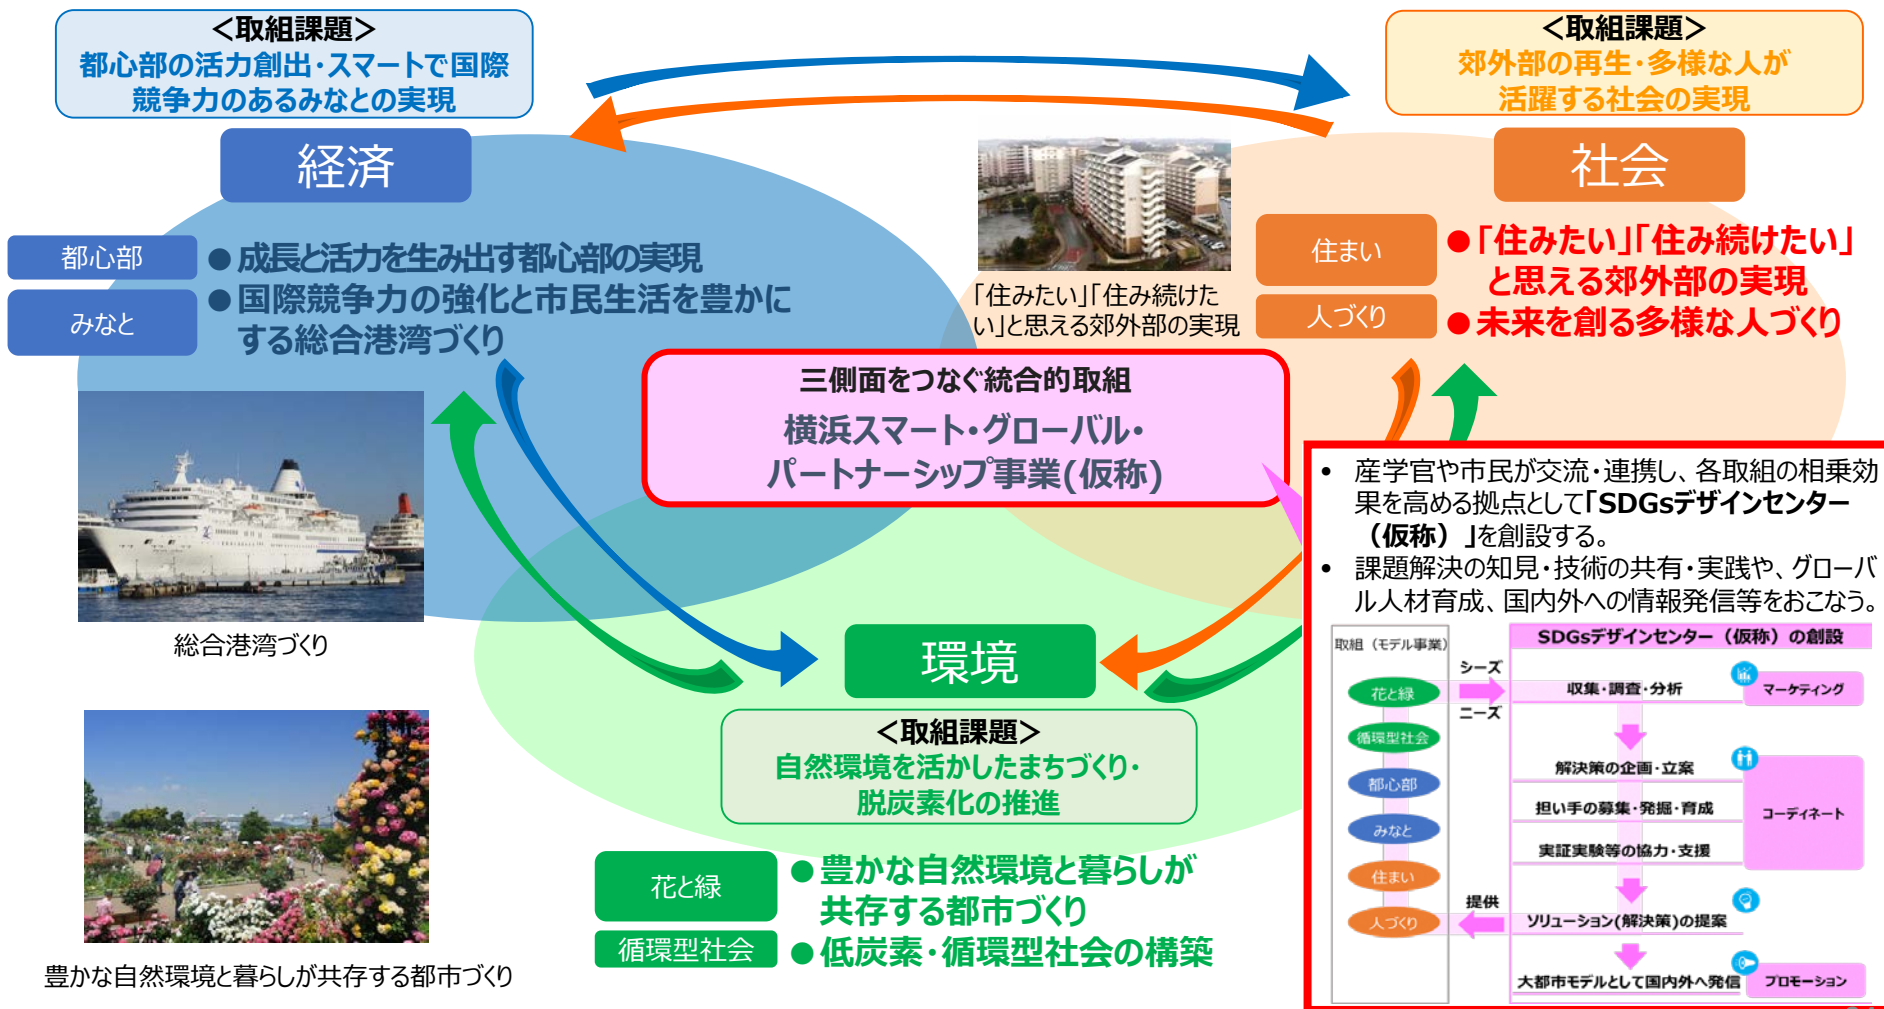 ＜取組課題＞
都心部の活力創出・スマートで国際
競争力のあるみなとの実現
＜取組課題＞
郊外部の再生・多様な人が
活躍する社会の実現
経済
社会
都心部
●成長と活力を生み出す都心部の実現
みなと
●国際競争力の強化と市民生活を豊かに
する総合港湾づくり
「住みたい」「住み続けた
い」と思える郊外部の実現
住まい
●「住みたい」「住み続けたい」
と思える郊外部の実現
人づくり
●未来を創る多様な人づくり
三側面をつなぐ統合的取組
横浜スマート・グローバル・
パートナーシップ事業(仮称)
総合港湾づくり
環境
＜取組課題＞
自然環境を活かしたまちづくり・
脱炭素化の推進
花と緑
●豊かな自然環境と暮らしが
共存する都市づくり
循環型社会
●低炭素・循環型社会の構築
豊かな自然環境と暮らしが共存する都市づくり
• 産学官や市民が交流・連携し、各取組の相乗効
果を高める拠点として「SDGsデザインセンター
（仮称）」を創設する。
• 課題解決の知見・技術の共有・実践や、グローバ
ル人材育成、国内外への情報発信等をおこなう。
取組（モデル事業）
SDGsデザインセンター（仮称）の創設
シーズ
ニーズ
花と緑
循環型社会
都心部
みなと
住まい
人づくり
提供
収集・調査・分析
マーケティング
解決策の企画・立案
担い手の募集・発掘・育成
実証実験等の協力・支援
コーディネート
ソリューション(解決策)の提案
大都市モデルとして国内外へ発信
プロモーション